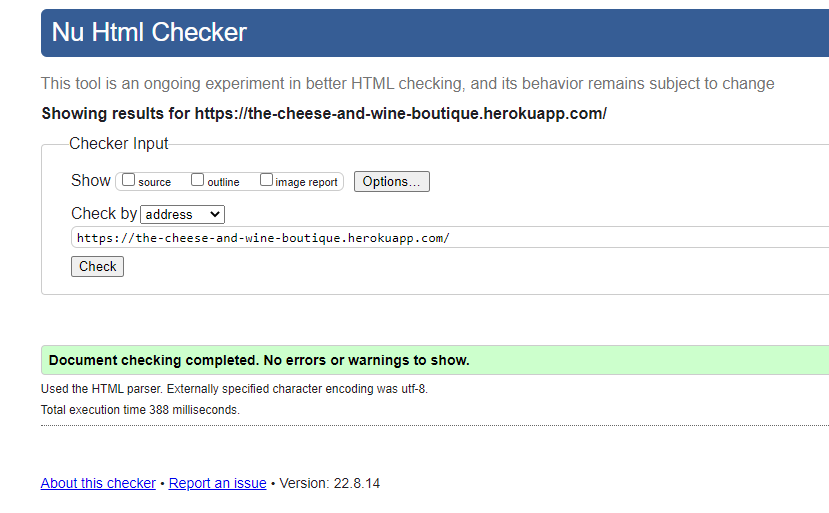 Nu Html Checker
This tool is an ongoing experiment in better HTML checking, and its behavior remains subject to change
Showing results for https://the-cheese-and-wine-boutique.herokuapp.com/
Checker Input
Show source outline image report Options...
Check by address
https://the-cheese-and-wine-boutique.herokuapp.com/
Check
Document checking completed. No errors or warnings to show.
Used the HTML parser. Externally specified character encoding was utf-8.
Total execution time 388 milliseconds.
About this checker • Report an issue • Version: 22.8.14